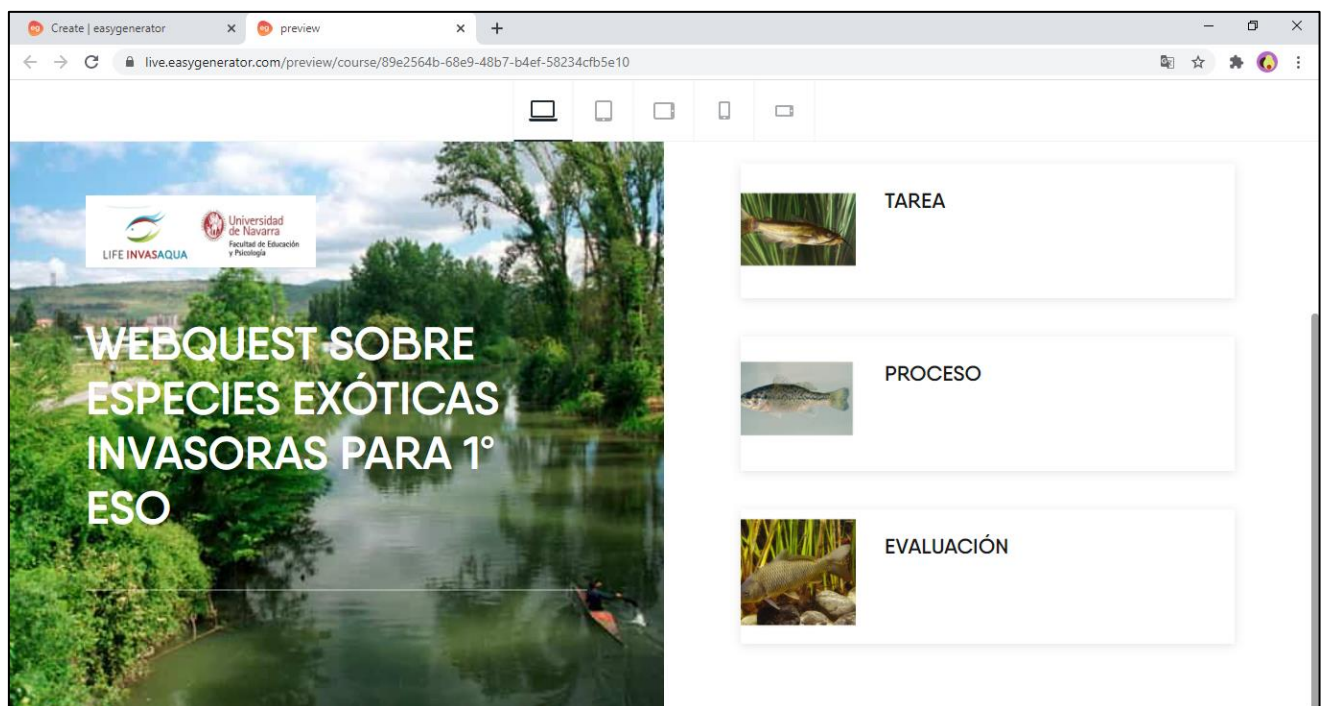 Create | easygenerator
preview
live.easygenerator.com/preview/course/89e2564b-68e9-48b7-b4ef-58234cfb5e10
LIFE INVASAQUA
Universidad
de Navarra
Facultad de Educación
y Psicología
WEBQUEST SOBRE
ESPECIES EXÓTICAS
INVASORAS PARA 1º
ESO
TAREA
PROCESO
EVALUACIÓN